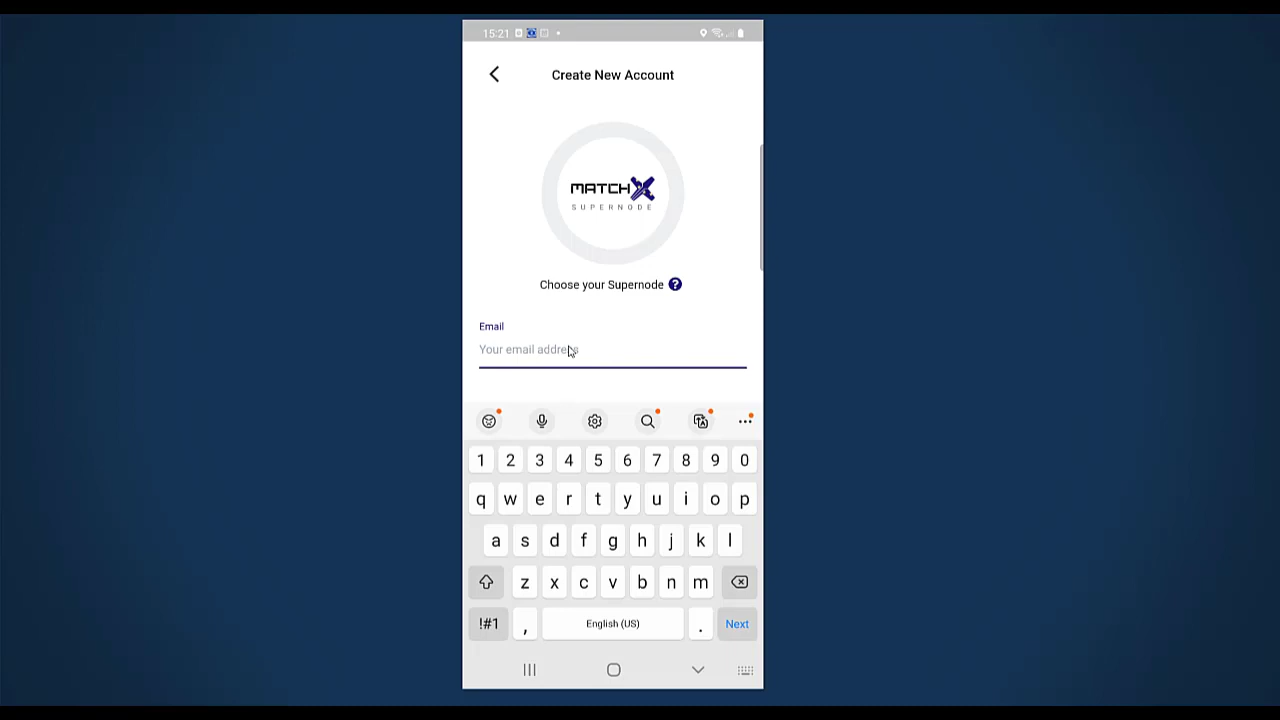 15:21
Create New Account
MATCHX
SUPERNODE
Choose your Supernode ?
Email
Your email address
1 2 3 4 5 6 7 8 9 0
q w e r t y u i o p
a s d f g h j k l
z x c v b n m
!#1 , English (US) . Next